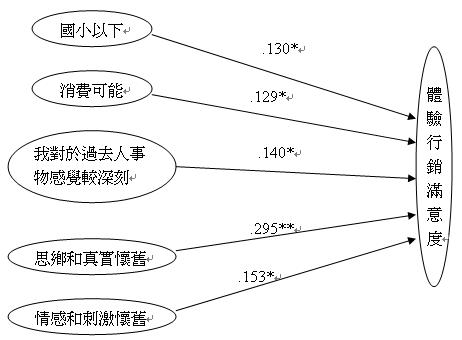 國小以下
.130*
消費可能
.129*
我對於過去人事
物感覺較深刻
.140*
思鄉和真實懷舊
.295**
情感和刺激懷舊
.153*
體驗行銷滿意度